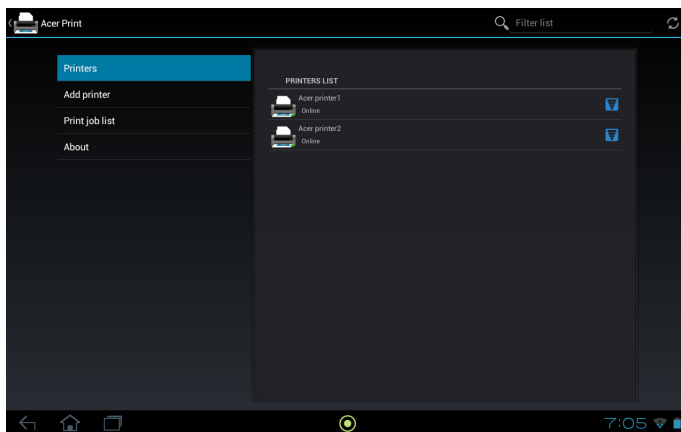 Acer Print
Filter list
Printers
Add printer
Print job list
About
PRINTERS LIST
Acer printer1
Online
Acer printer2
Online
7:05